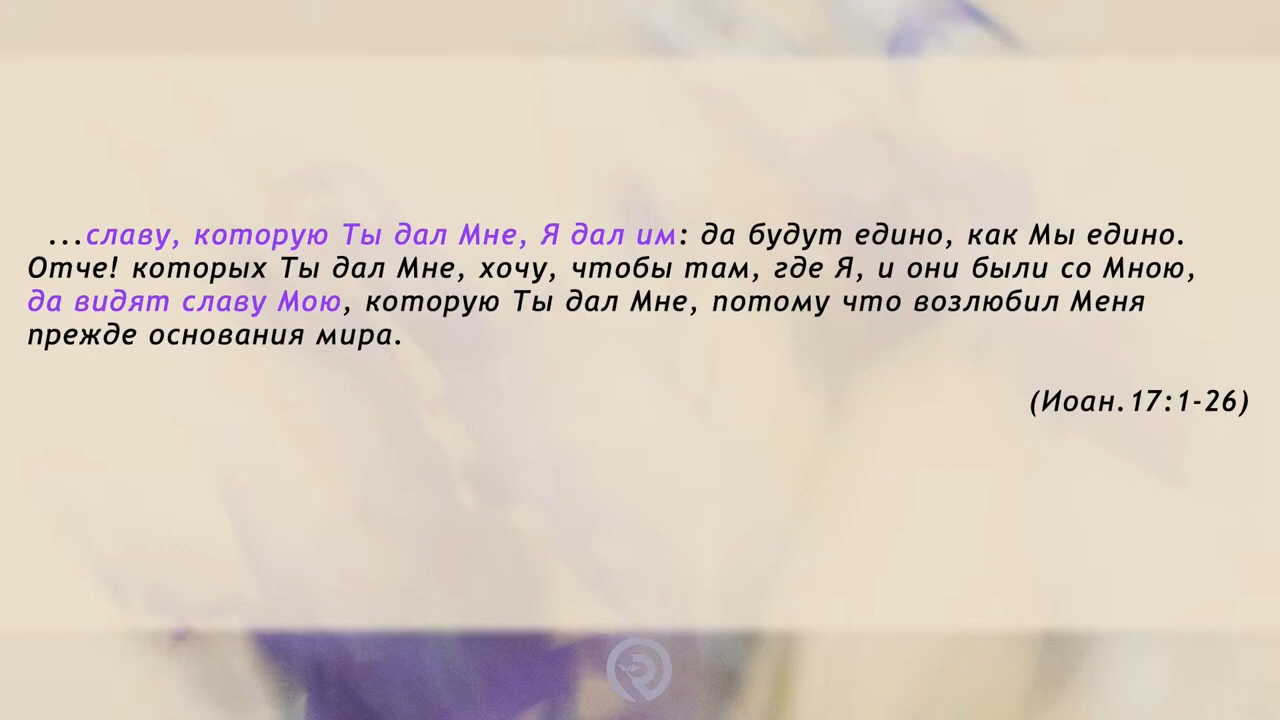 ...славу, которую Ты дал Мне, Я дал им: да будут едино, как Мы едино.
Отче! которых Ты дал Мне, хочу, чтобы там, где Я, и они были со Мною,
да видят славу Мою, которую Ты дал Мне, потому что возлюбил Меня
прежде основания мира.
(Иоан.17:1-26)